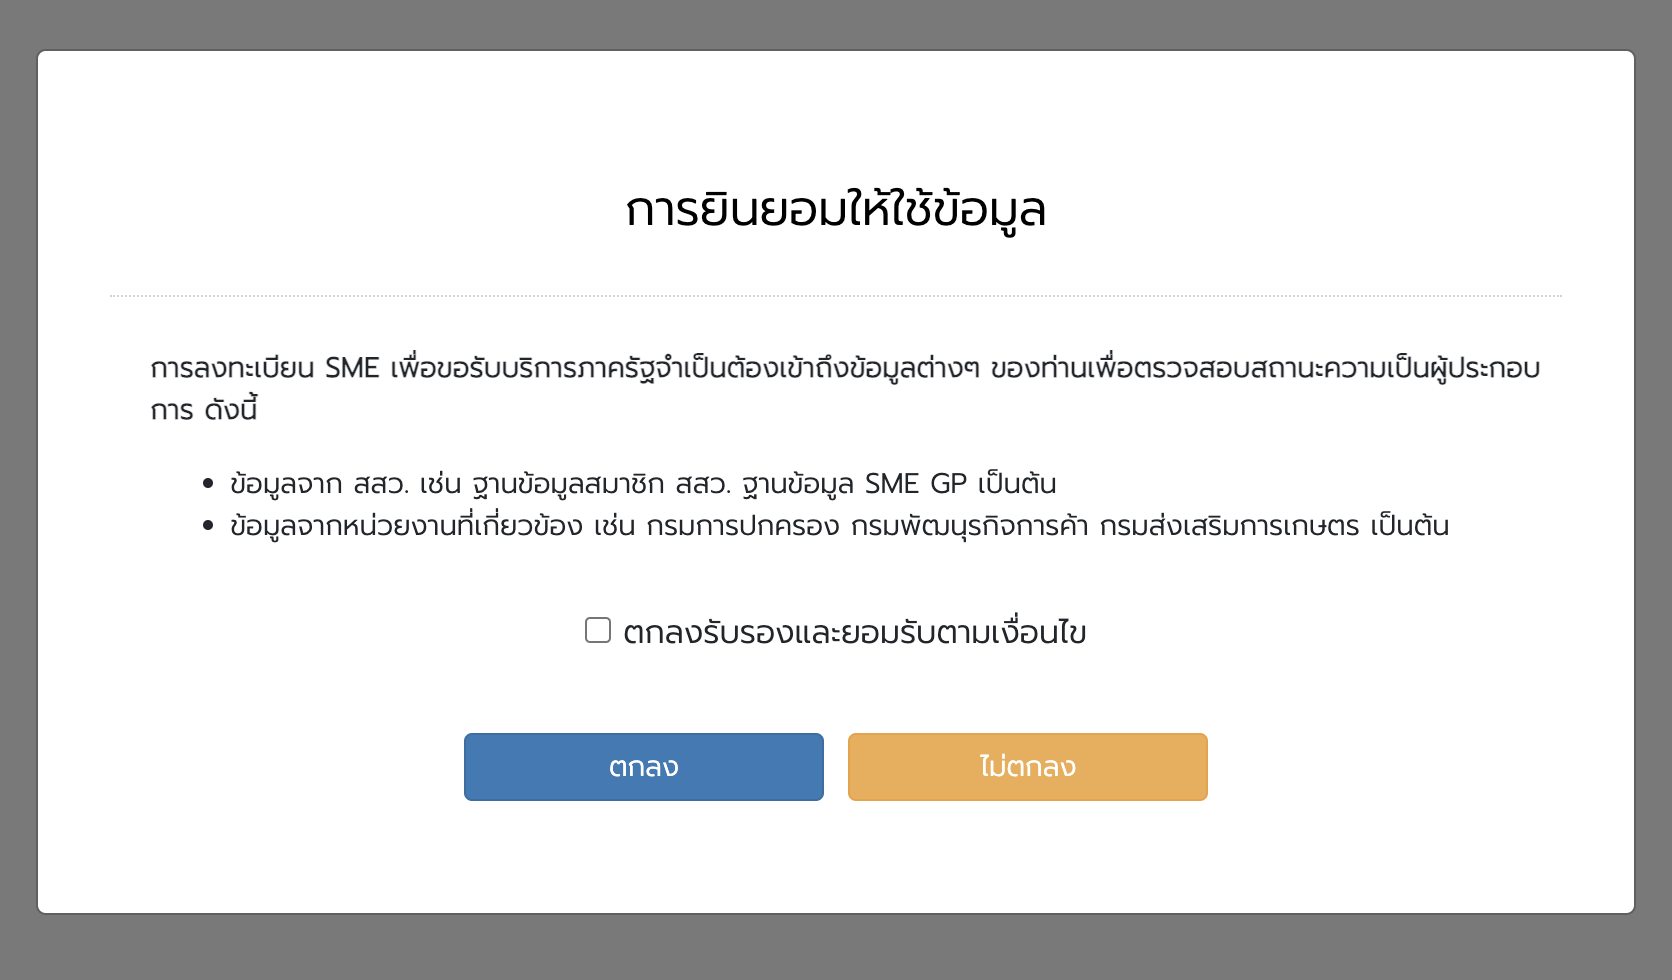 การยินยอมให้ใช้ข้อมูล
การลงทะเบียน SME เพื่อขอรับบริการภาครัฐจำเป็นต้องเข้าถึงข้อมูลต่างๆ ของท่านเพื่อตรวจสอบสถานะความเป็นผู้ประกอบ
การ ดังนี้
• ข้อมูลจาก สสว. เช่น ฐานข้อมูลสมาชิก สสว. ฐานข้อมูล SME GP เป็นต้น
• ข้อมูลจากหน่วยงานที่เกี่ยวข้อง เช่น กรมการปกครอง กรมพัฒนุรกิจการค้า กรมส่งเสริมการเกษตร เป็นต้น
ตกลงรับรองและยอมรับตามเงื่อนไข
ตกลง
ไม่ตกลง